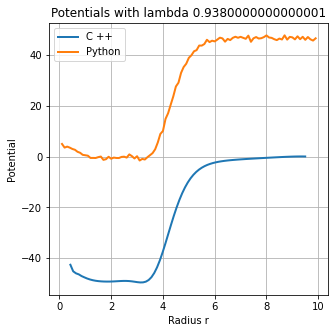 Potentials with lambda 0.9380000000000001
C ++
Python
40
20
0
−20
−40
Potential
0
2
4
6
8
10
Radius r